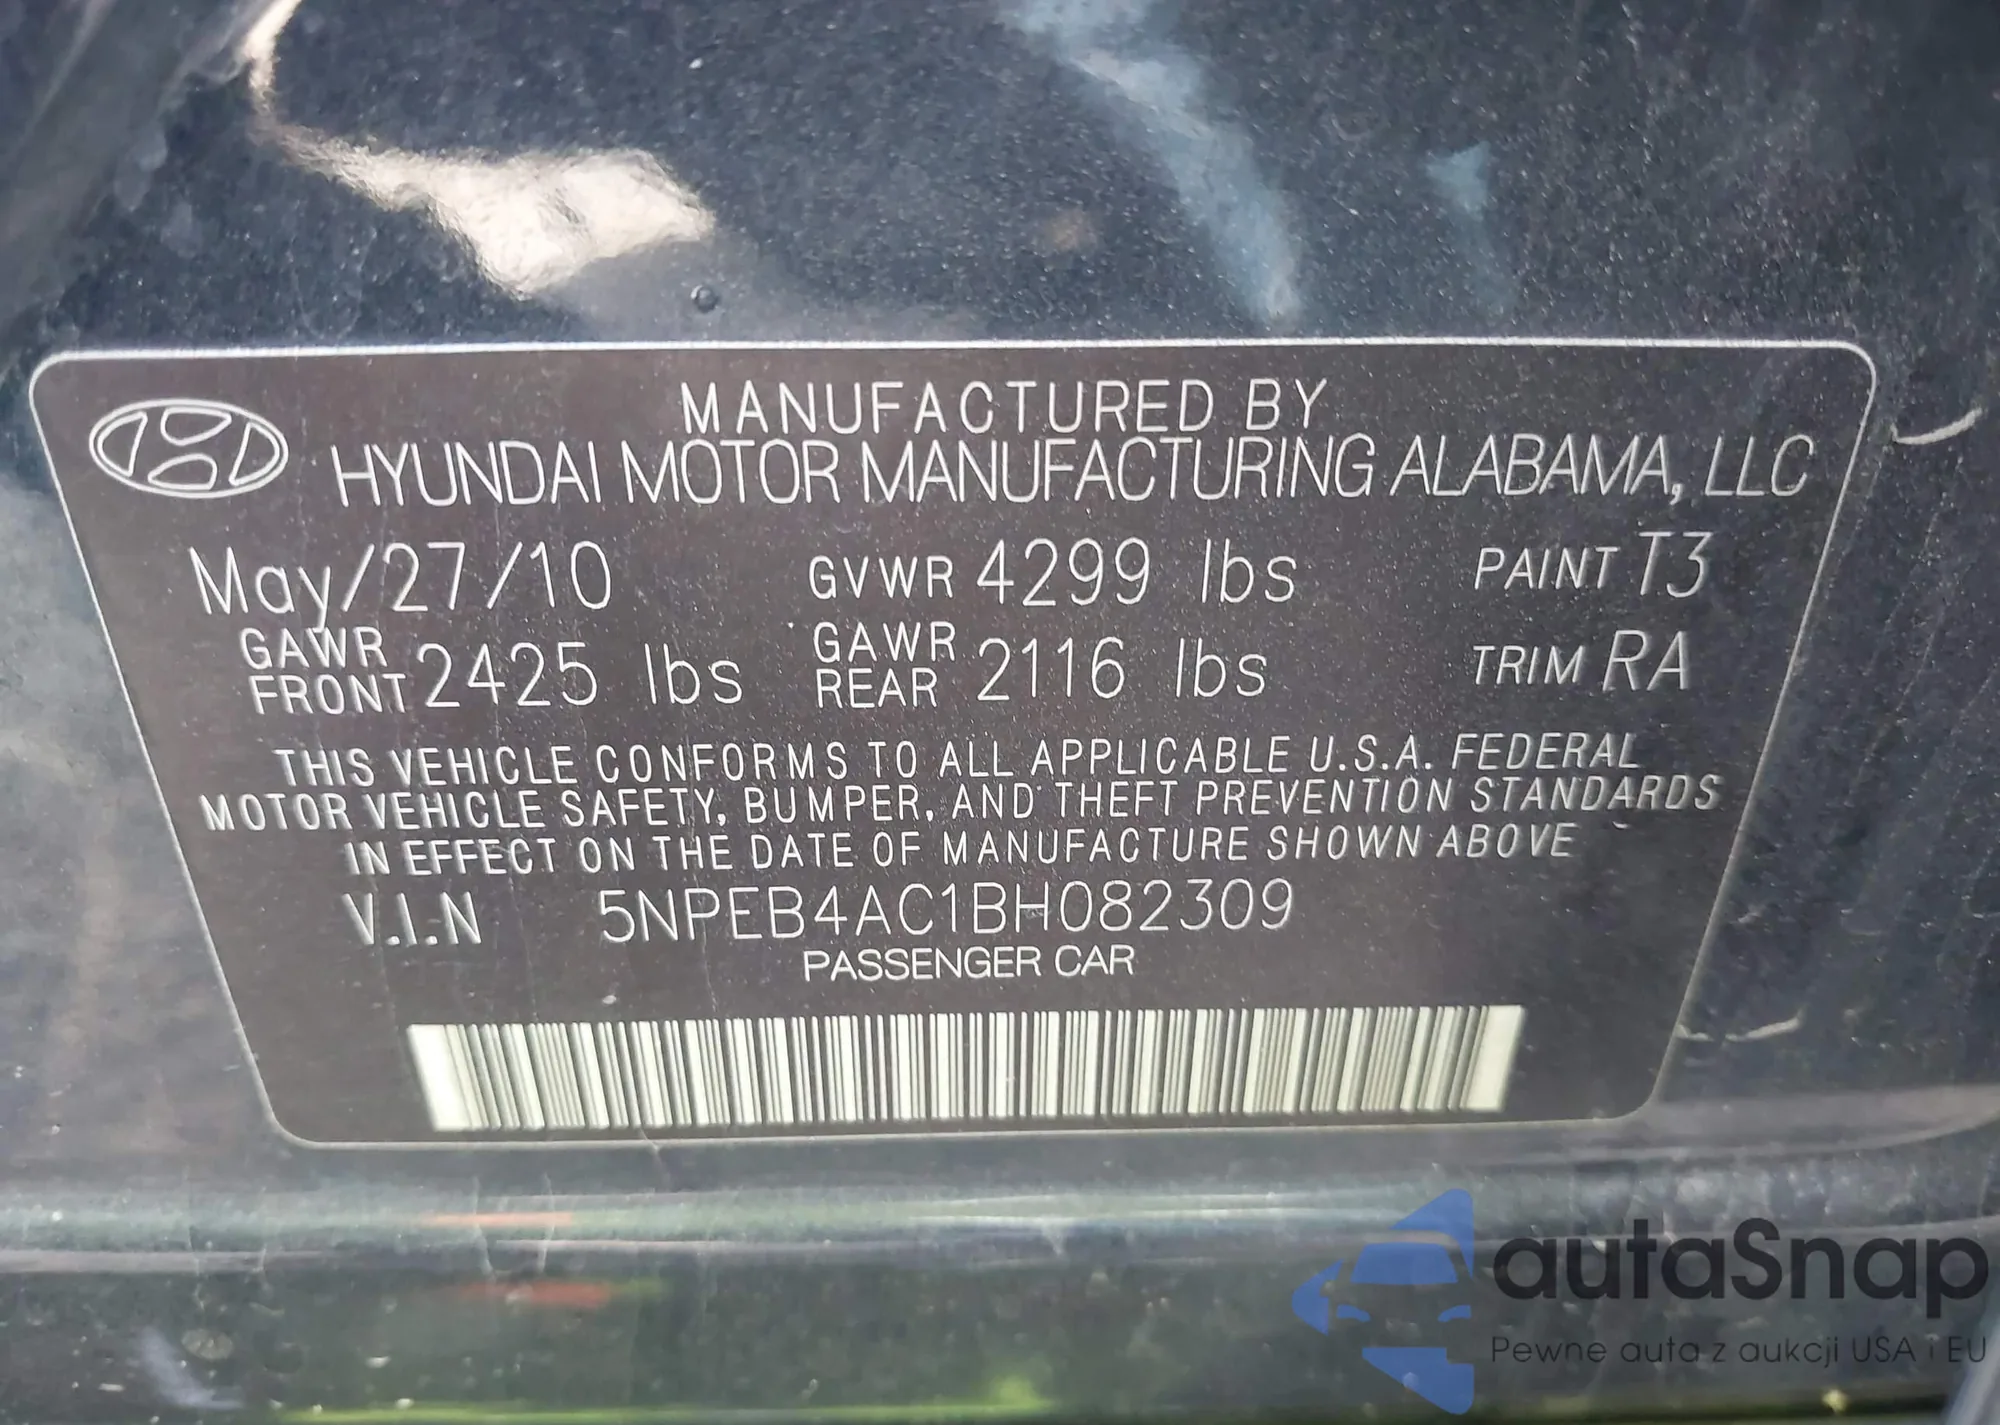 MANUFACTURED BY
HYUNDAI MOTOR MANUFACTURING ALABAMA, LLC
May/27/10 GVWR 4299 lbs PAINT T3
GAWR FRONT 2425 lbs GAWR REAR 2116 lbs TRIM RA
THIS VEHICLE CONFORMS TO ALL APPLICABLE U.S.A. FEDERAL
MOTOR VEHICLE SAFETY, BUMPER, AND THEFT PREVENTION STANDARDS
IN EFFECT ON THE DATE OF MANUFACTURE SHOWN ABOVE
V.I.N 5NPEB4AC1BH082309
PASSENGER CAR
autaSnap
Pewne auta z aukcji USA i EU